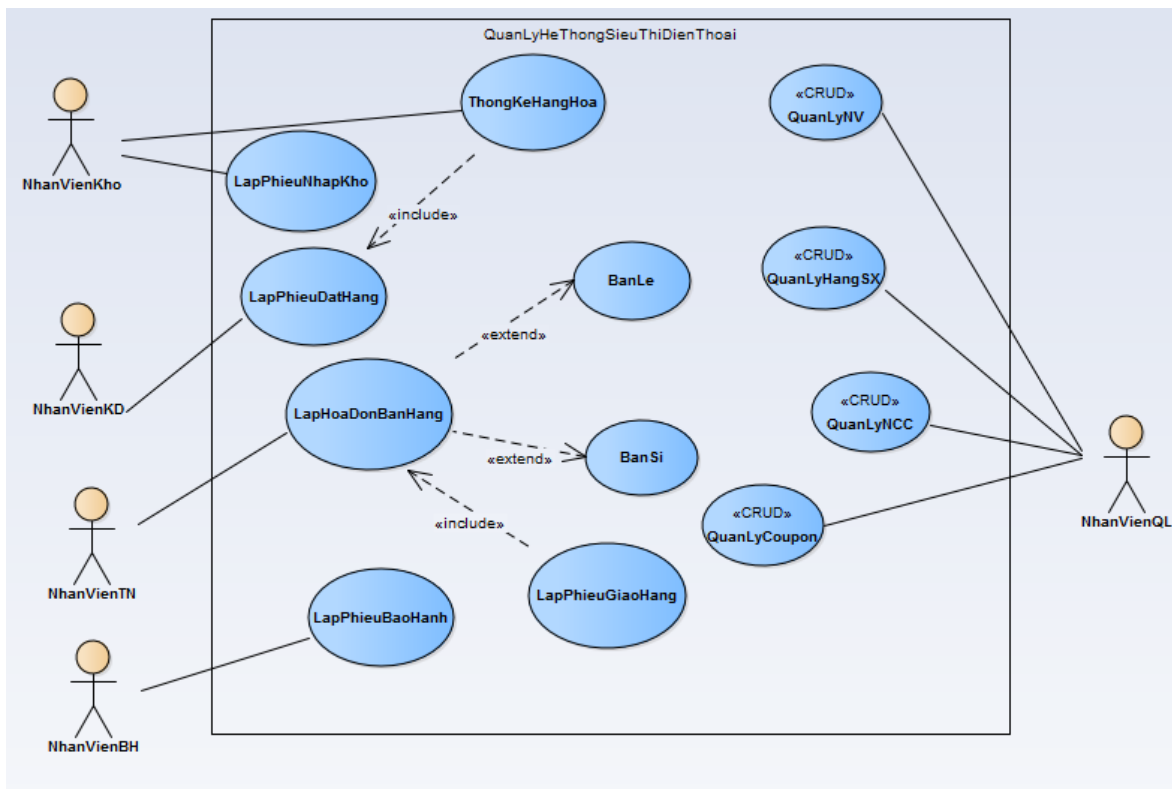 QuanLyHeThongSieuThiDienThoai
ThongKeHangHoa
«CRUD»
QuanLyNV
NhanVienKho
LapPhieuNhapKho
«include»
LapPhieuDatHang
BanLe
«CRUD»
QuanLyHangSX
«extend»
NhanVienKD
LapHoaDonBanHang
«CRUD»
QuanLyNCC
«extend»
BanSi
«include»
«CRUD»
QuanLyCoupon
NhanVienQL
NhanVienTN
LapPhieuGiaoHang
LapPhieuBaoHanh
NhanVienBH